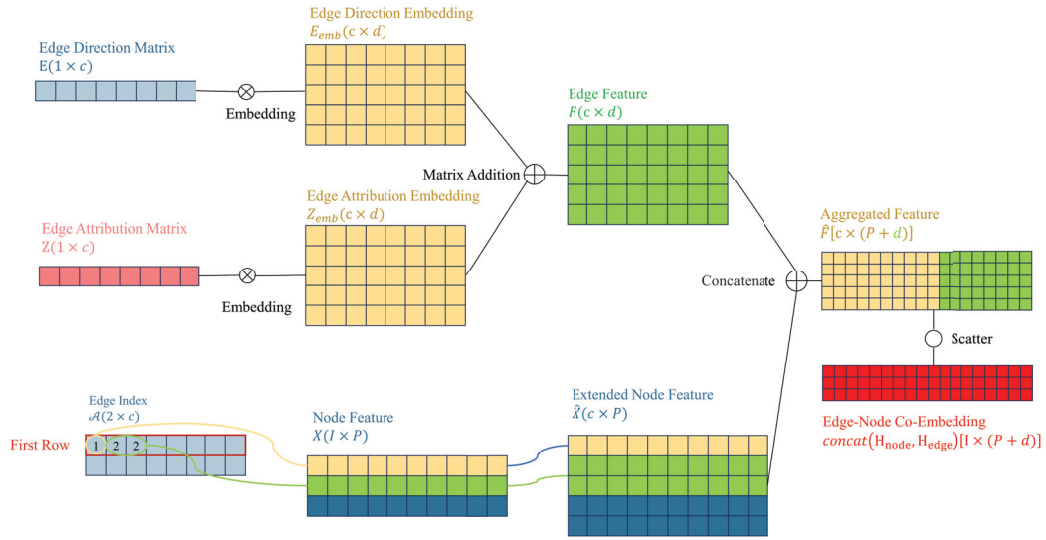 Edge Direction Embedding
E_emb(c × d)
Edge Direction Matrix
E(1 × c)
Embedding
Edge Feature
F(c × d)
Matrix Addition
Edge Attribution Embedding
Z_emb(c × d)
Edge Attribution Matrix
Z(1 × c)
Embedding
Aggregated Feature
F̂[c × (P + d)]
Concatenate
Scatter
Edge Index
𝒜(2 × c)
First Row
1 2 2
Node Feature
X(I × P)
Extended Node Feature
X̂(c × P)
Edge-Node Co-Embedding
concat(H_node, H_edge)[I × (P + d)]